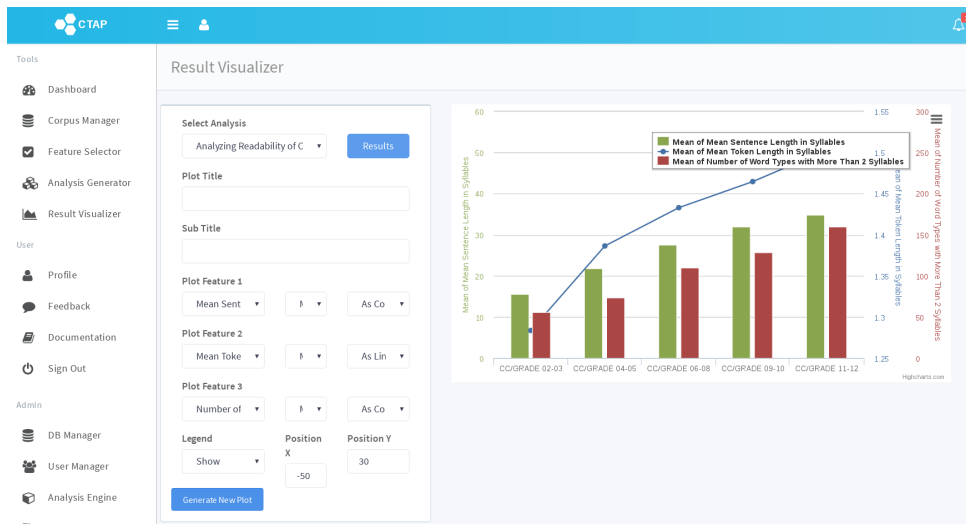 CTAP
Tools
Dashboard
Corpus Manager
Feature Selector
Analysis Generator
Result Visualizer
User
Profile
Feedback
Documentation
Sign Out
Admin
DB Manager
User Manager
Analysis Engine
Result Visualizer
Select Analysis
Analyzing Readability of C
Results
Plot Title
Sub Title
Plot Feature 1
Mean Sent
As Co
Plot Feature 2
Mean Toke
As Lin
Plot Feature 3
Number of
As Co
Legend
Position X
Position Y
Show
-50
30
Generate New Plot
Mean of Mean Sentence Length in Syllables
60
50
40
30
20
10
0
Mean of Mean Sentence Length in Syllables
Mean of Mean Token Length in Syllables
Mean of Number of Word Types with More Than 2 Syllables
1.55
1.5
1.45
1.4
1.35
1.3
1.25
Mean of Mean Token Length in Syllables
300
250
200
150
100
50
0
Mean of Number of Word Types with More Than 2 Syllables
CC/GRADE 02-03
CC/GRADE 04-05
CC/GRADE 06-08
CC/GRADE 09-10
CC/GRADE 11-12
Highcharts.com